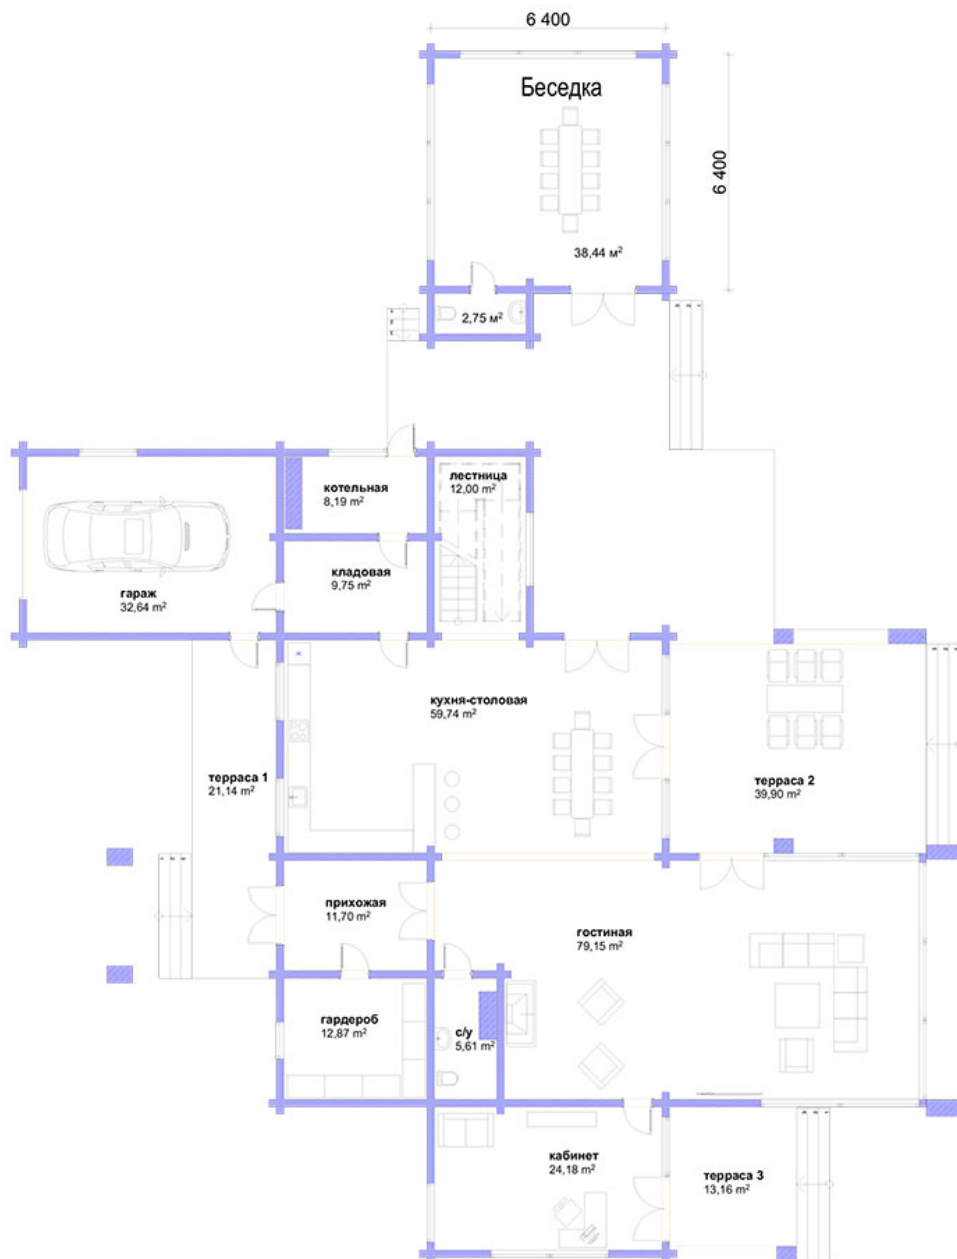 6 400
Беседка
6 400
38,44 м²
2,75 м²
лестница
12,00 m²
котельная
8,19 m²
кладовая
9,75 m²
гараж
32,64 m²
кухня-столовая
59,74 m²
терраса 1
21,14 m²
терраса 2
39,90 m²
прихожая
11,70 m²
гостиная
79,15 m²
гардероб
12,87 m²
с/у
5,61 m²
кабинет
24,18 m²
терраса 3
13,16 m²